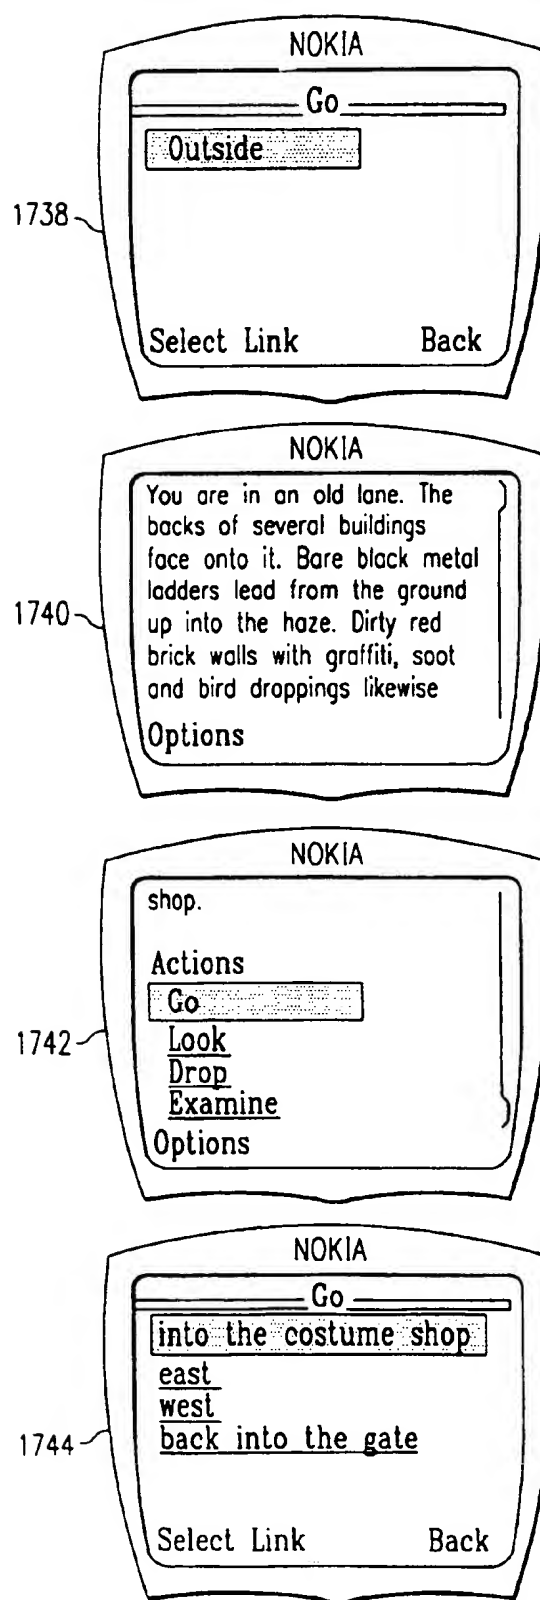 NOKIA
Go
Outside
1738
Select Link Back
NOKIA
You are in an old lane. The
backs of several buildings
face onto it. Bare black metal
ladders lead from the ground
up into the haze. Dirty red
brick walls with graffiti, soot
and bird droppings likewise
1740
Options
NOKIA
shop.
Actions
Go
Look
Drop
Examine
1742
Options
NOKIA
Go
into the costume shop
east
west
back into the gate
1744
Select Link Back